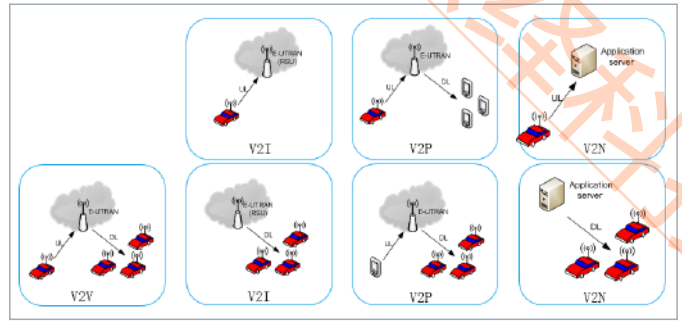 E-UTRAN
(RSU)
UL
V2I
E-UTRAN
UL
DL
V2P
Application
server
UL
V2N
E-UTRAN
UL
DL
V2V
E-UTRAN
(RSU)
DL
V2I
E-UTRAN
UL
DL
V2P
Application
server
DL
V2N